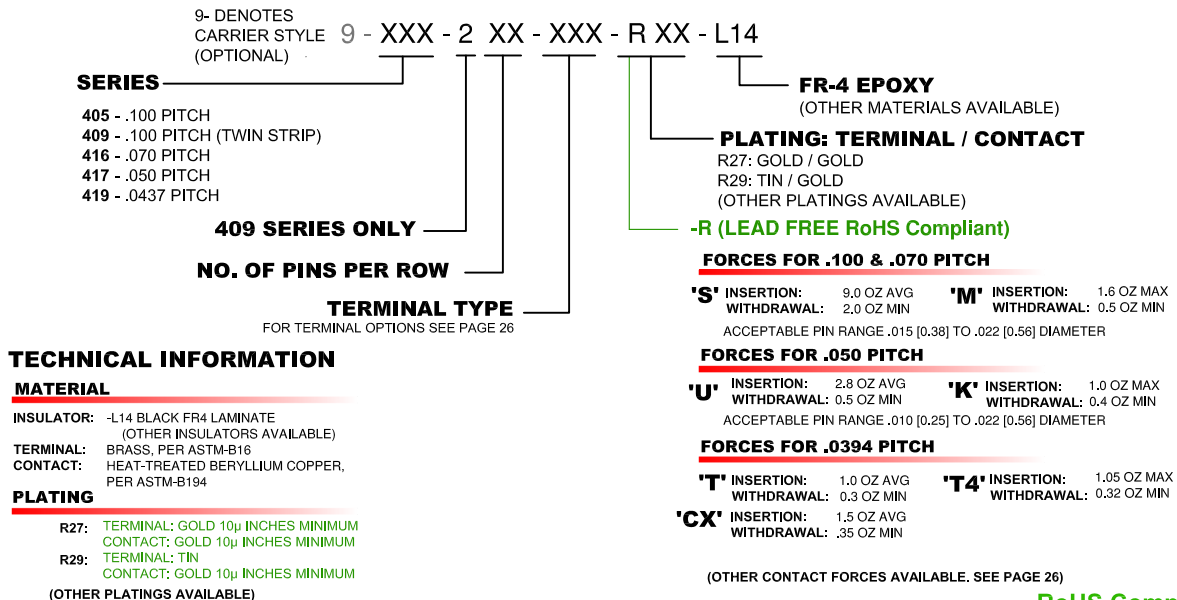 9- DENOTES
CARRIER STYLE
(OPTIONAL)
9 - XXX - 2 XX - XXX - R XX - L14
SERIES
405 - .100 PITCH
409 - .100 PITCH (TWIN STRIP)
416 - .070 PITCH
417 - .050 PITCH
419 - .0437 PITCH
409 SERIES ONLY
NO. OF PINS PER ROW
TERMINAL TYPE
FOR TERMINAL OPTIONS SEE PAGE 26
FR-4 EPOXY
(OTHER MATERIALS AVAILABLE)
PLATING: TERMINAL / CONTACT
R27: GOLD / GOLD
R29: TIN / GOLD
(OTHER PLATINGS AVAILABLE)
-R (LEAD FREE RoHS Compliant)
TECHNICAL INFORMATION
MATERIAL
INSULATOR: -L14 BLACK FR4 LAMINATE
(OTHER INSULATORS AVAILABLE)
TERMINAL: BRASS, PER ASTM-B16
CONTACT: HEAT-TREATED BERYLLIUM COPPER,
PER ASTM-B194
PLATING
R27: TERMINAL: GOLD 10µ INCHES MINIMUM
CONTACT: GOLD 10µ INCHES MINIMUM
R29: TERMINAL: TIN
CONTACT: GOLD 10µ INCHES MINIMUM
(OTHER PLATINGS AVAILABLE)
FORCES FOR .100 & .070 PITCH
'S' INSERTION: 9.0 OZ AVG
WITHDRAWAL: 2.0 OZ MIN
'M' INSERTION: 1.6 OZ MAX
WITHDRAWAL: 0.5 OZ MIN
ACCEPTABLE PIN RANGE .015 [0.38] TO .022 [0.56] DIAMETER
FORCES FOR .050 PITCH
'U' INSERTION: 2.8 OZ AVG
WITHDRAWAL: 0.5 OZ MIN
'K' INSERTION: 1.0 OZ MAX
WITHDRAWAL: 0.4 OZ MIN
ACCEPTABLE PIN RANGE .010 [0.25] TO .022 [0.56] DIAMETER
FORCES FOR .0394 PITCH
'T' INSERTION: 1.0 OZ AVG
WITHDRAWAL: 0.3 OZ MIN
'T4' INSERTION: 1.05 OZ MAX
WITHDRAWAL: 0.32 OZ MIN
'CX' INSERTION: 1.5 OZ AVG
WITHDRAWAL: .35 OZ MIN
(OTHER CONTACT FORCES AVAILABLE. SEE PAGE 26)